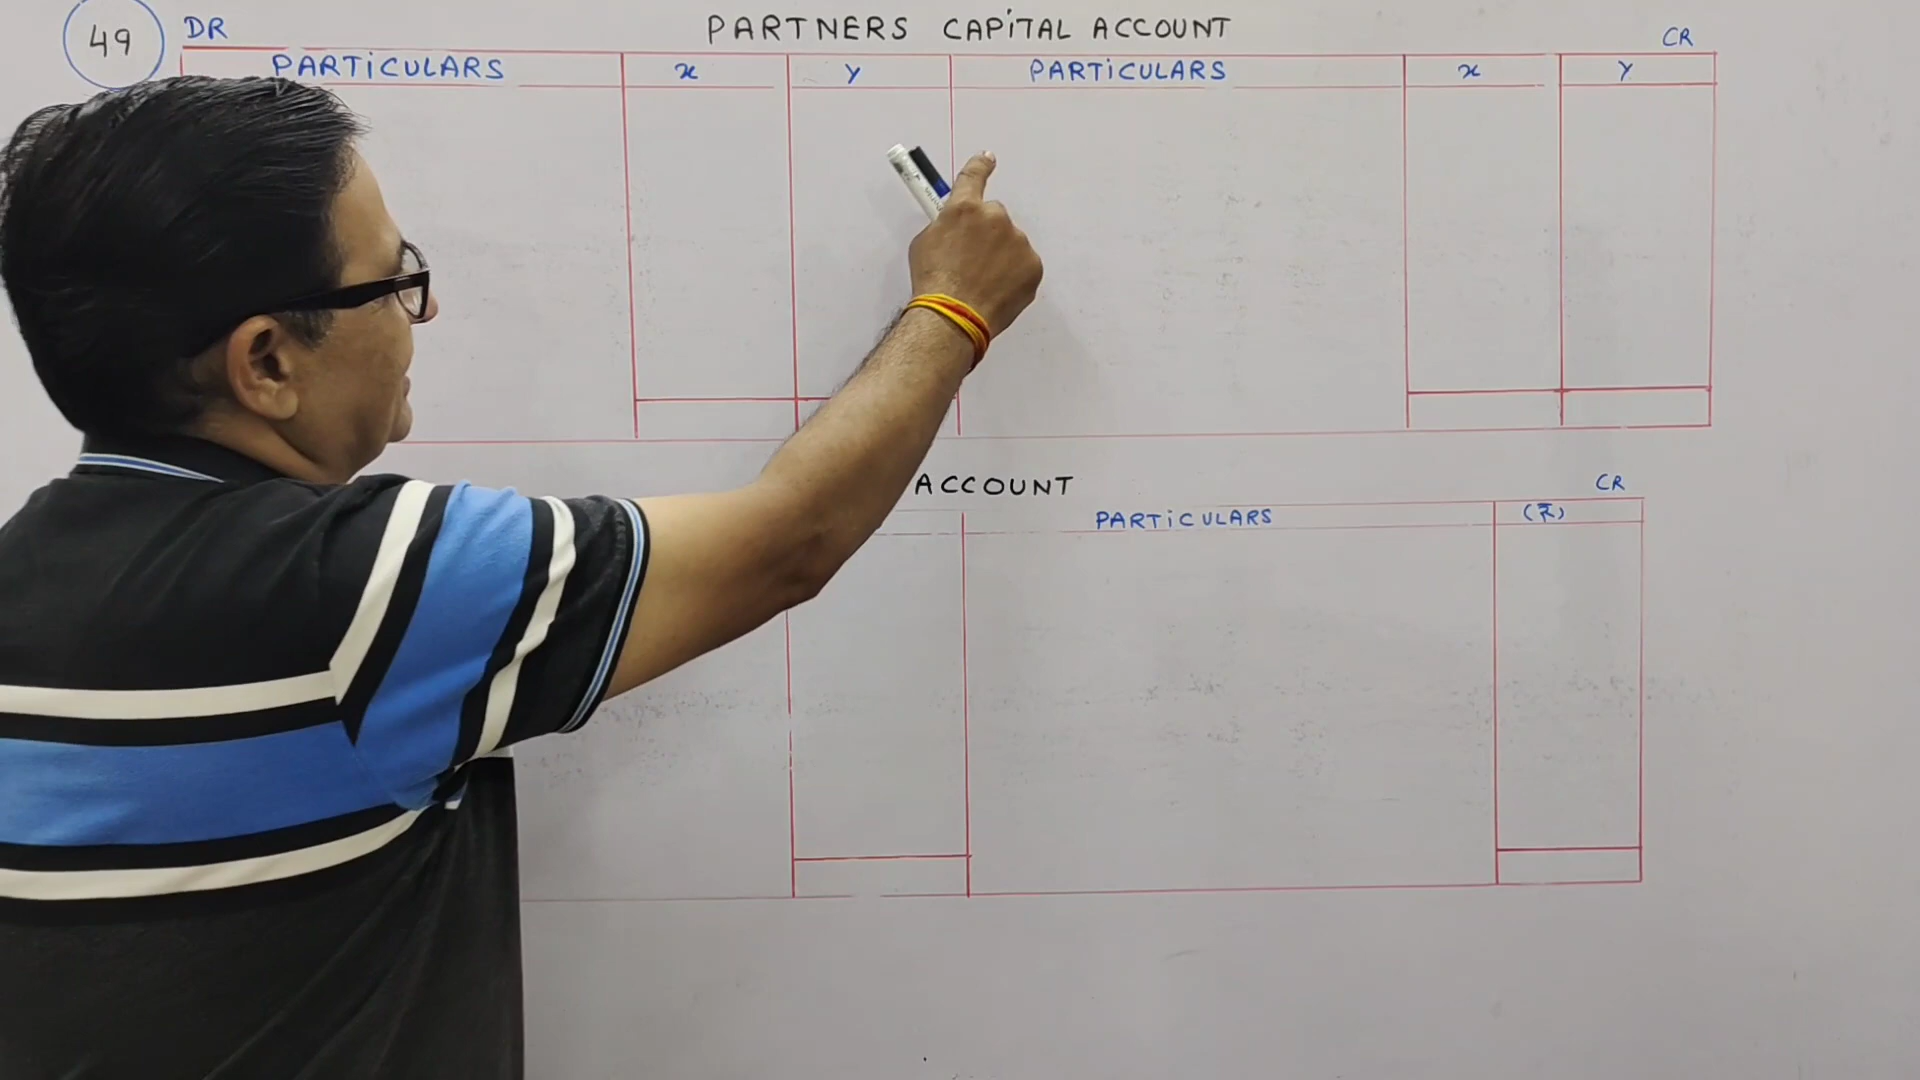 49 DR PARTNERS CAPITAL ACCOUNT CR
PARTICULARS x y PARTICULARS x y
ACCOUNT CR
PARTICULARS (₹)